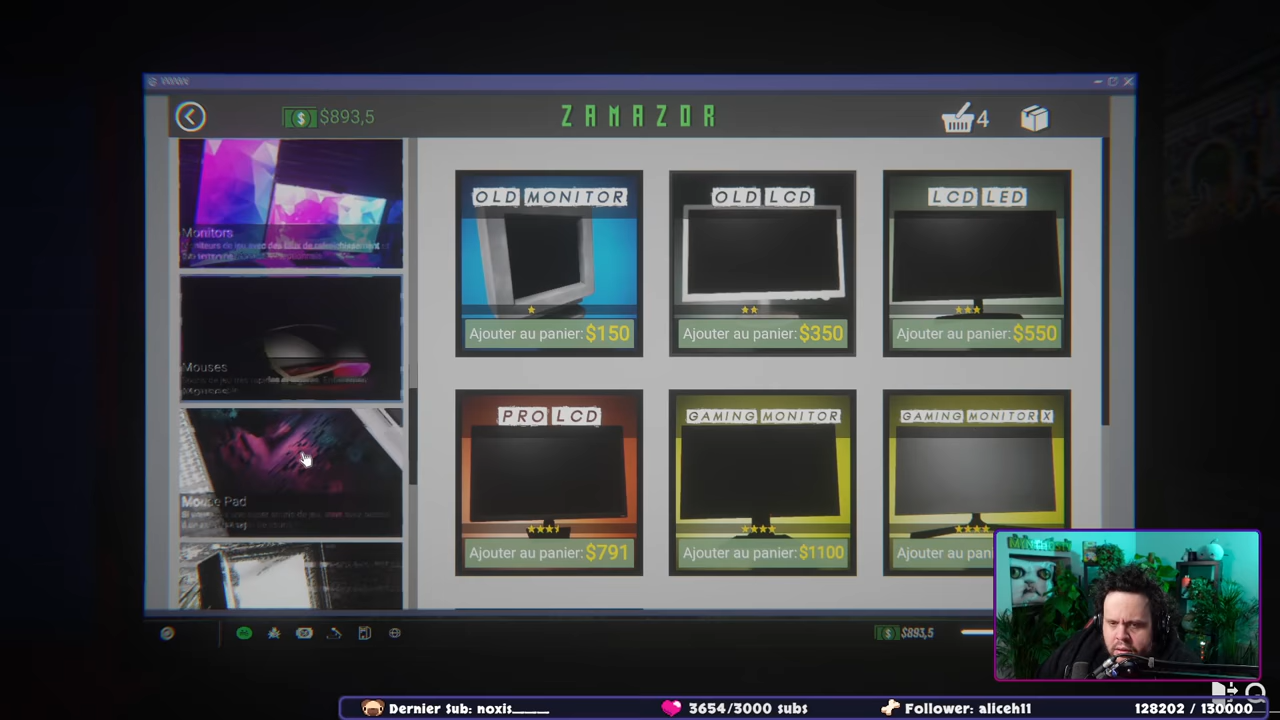 $893,5
ZAMAZOR
4
OLD MONITOR
OLD LCD
LCD LED
Monitors
Ajouter au panier: $150
Ajouter au panier: $350
Ajouter au panier: $550
Mouses
PRO LCD
GAMING MONITOR
GAMING MONITOR X
Mouse Pad
Ajouter au panier: $791
Ajouter au panier: $1100
Ajouter au pan
$893,5
Dernier Sub: noxis____
3654/3000 subs
Follower: aliceh11
128202 / 130000